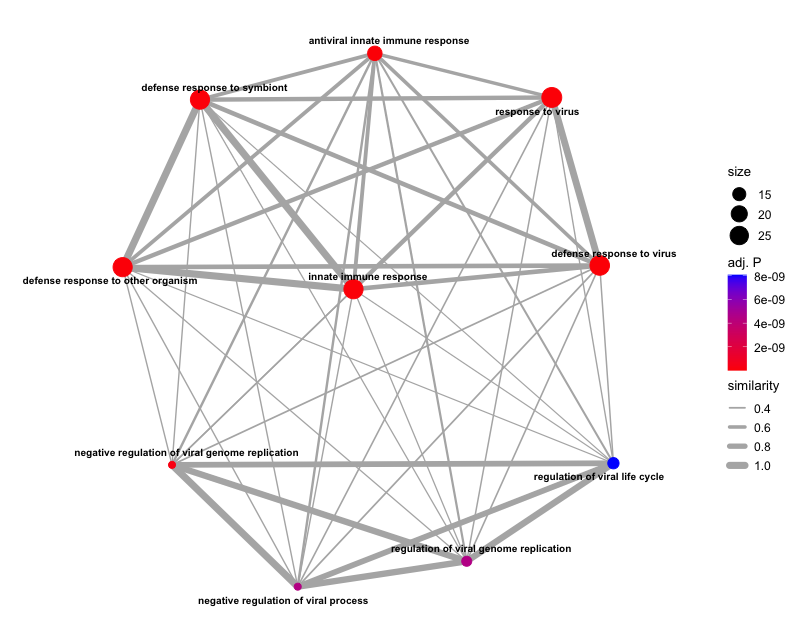 antiviral innate immune response
defense response to symbiont
response to virus
defense response to virus
innate immune response
defense response to other organism
negative regulation of viral genome replication
regulation of viral life cycle
regulation of viral genome replication
negative regulation of viral process
size
15
20
25
adj. P
8e-09
6e-09
4e-09
2e-09
similarity
0.4
0.6
0.8
1.0